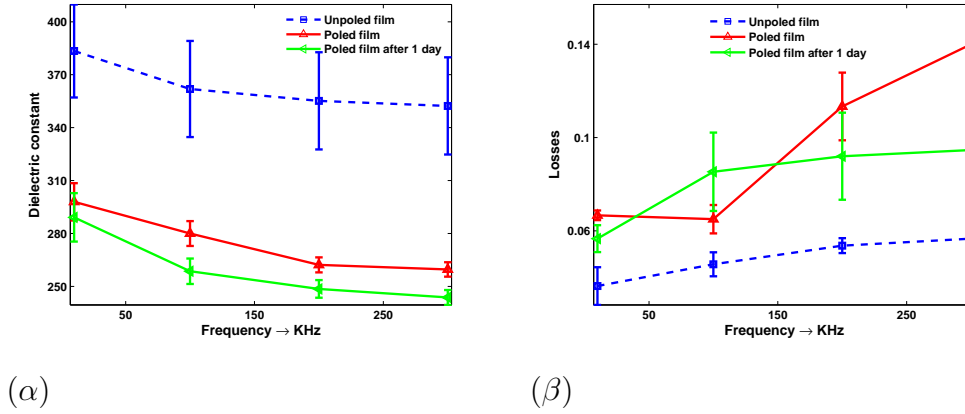 400
370
340
310
280
250
Dielectric constant
Unpoled film
Poled film
Poled film after 1 day
50
150
250
Frequency → KHz
(α)
0.14
0.1
0.06
Losses
Unpoled film
Poled film
Poled film after 1 day
50
150
250
Frequency → KHz
(β)